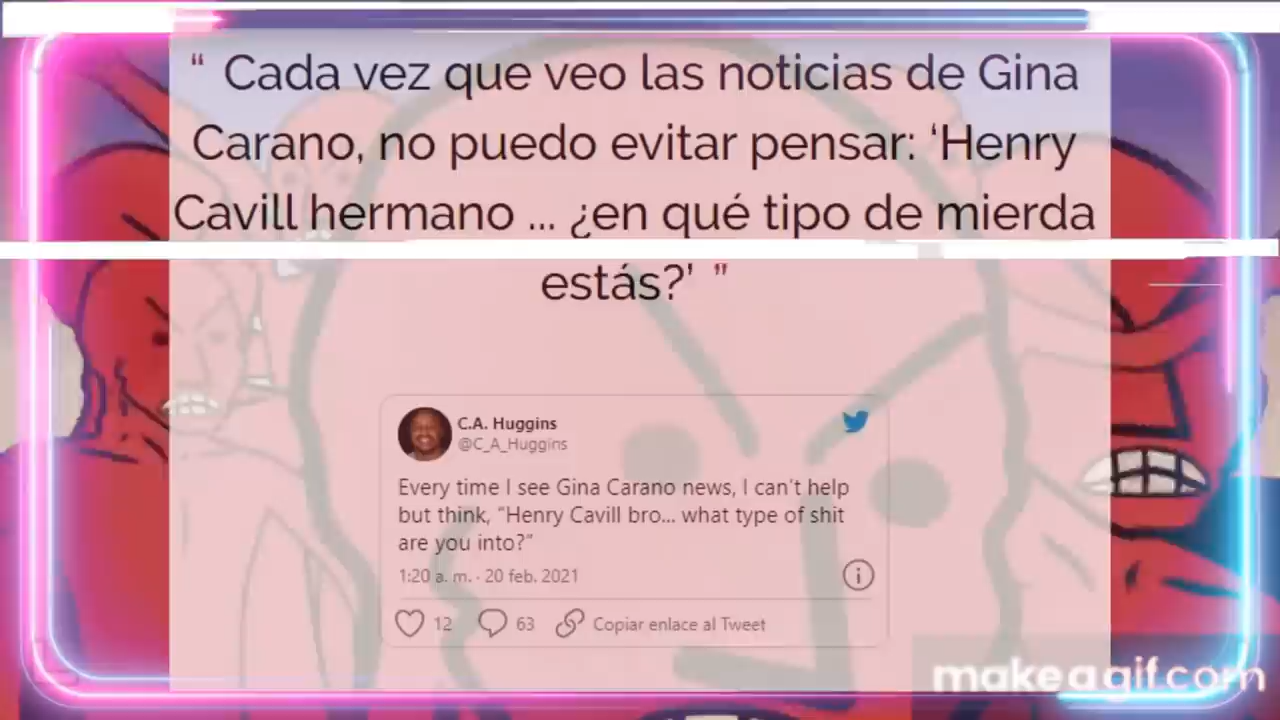 “ Cada vez que veo las noticias de Gina
Carano, no puedo evitar pensar: ‘Henry
Cavill hermano ... ¿en qué tipo de mierda
estás?’ ”
C.A. Huggins
@C_A_Huggins
Every time I see Gina Carano news, I can't help
but think, "Henry Cavill bro... what type of shit
are you into?"
1:20 a. m. · 20 feb. 2021
12 63 Copiar enlace al Tweet
makeagif.com